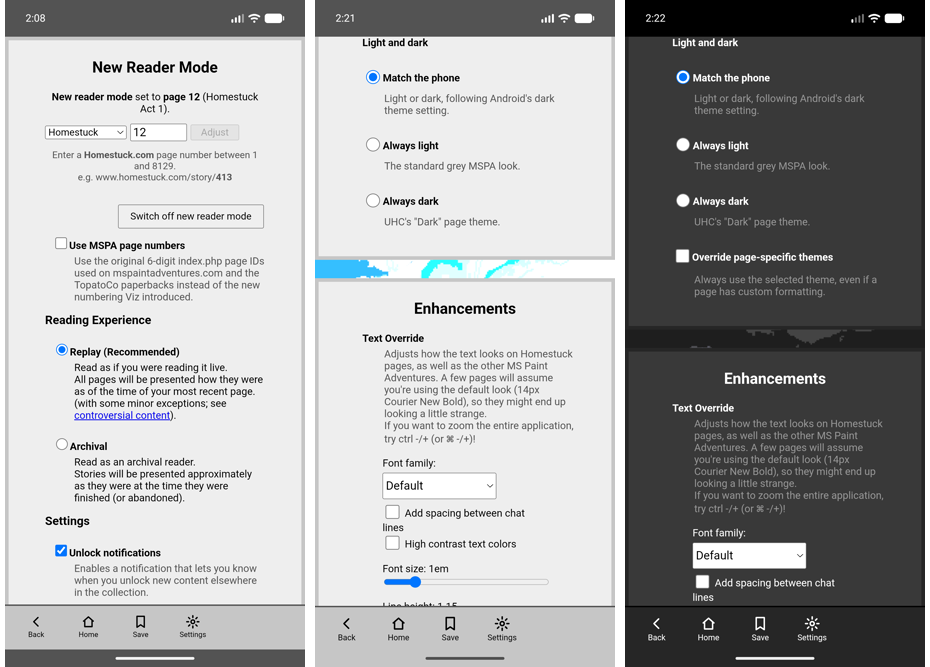 2:08
New Reader Mode
New reader mode set to page 12 (Homestuck
Act 1).
Homestuck 12 Adjust
Enter a Homestuck.com page number between 1
and 8129.
e.g. www.homestuck.com/story/413
Switch off new reader mode
Use MSPA page numbers
Use the original 6-digit index.php page IDs
used on mspaintadventures.com and the
TopatoCo paperbacks instead of the new
numbering Viz introduced.
Reading Experience
Replay (Recommended)
Read as if you were reading it live.
All pages will be presented how they were
as of the time of your most recent page.
(with some minor exceptions; see
controversial content).
Archival
Read as an archival reader.
Stories will be presented approximately
as they were at the time they were
finished (or abandoned).
Settings
Unlock notifications
Enables a notification that lets you know
when you unlock new content elsewhere
in the collection.
Back Home Save Settings
2:21
Light and dark
Match the phone
Light or dark, following Android's dark
theme setting.
Always light
The standard grey MSPA look.
Always dark
UHC's "Dark" page theme.
Enhancements
Text Override
Adjusts how the text looks on Homestuck
pages, as well as the other MS Paint
Adventures. A few pages will assume
you're using the default look (14px
Courier New Bold), so they might end up
looking a little strange.
If you want to zoom the entire application,
try ctrl -/+ (or ⌘ -/+)!
Font family:
Default
Add spacing between chat
lines
High contrast text colors
Font size: 1em
Line height: 1.15
Back Home Save Settings
2:22
Light and dark
Match the phone
Light or dark, following Android's dark
theme setting.
Always light
The standard grey MSPA look.
Always dark
UHC's "Dark" page theme.
Override page-specific themes
Always use the selected theme, even if a
page has custom formatting.
Enhancements
Text Override
Adjusts how the text looks on Homestuck
pages, as well as the other MS Paint
Adventures. A few pages will assume
you're using the default look (14px
Courier New Bold), so they might end up
looking a little strange.
If you want to zoom the entire application,
try ctrl -/+ (or ⌘ -/+)!
Font family:
Default
Add spacing between chat
lines
Back Home Save Settings